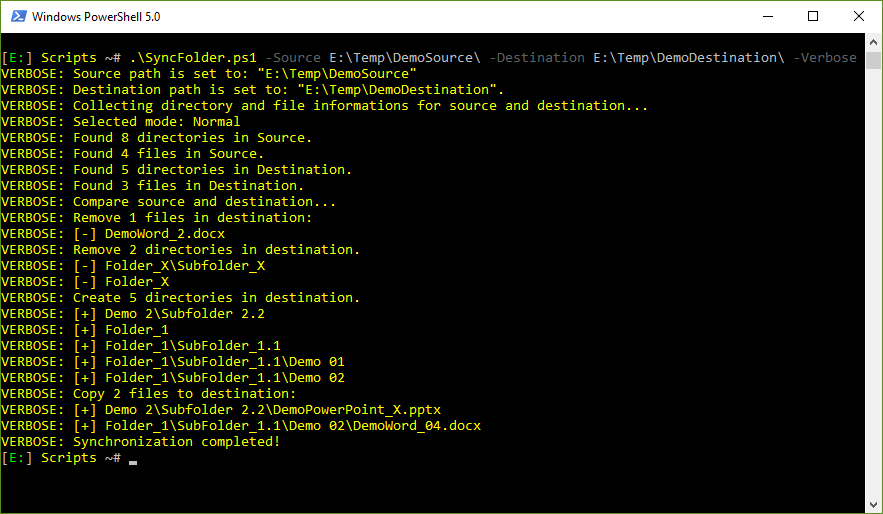 Windows PowerShell 5.0
[E:] Scripts ~# .\SyncFolder.ps1 -Source E:\Temp\DemoSource\ -Destination E:\Temp\DemoDestination\ -Verbose
VERBOSE: Source path is set to: "E:\Temp\DemoSource"
VERBOSE: Destination path is set to: "E:\Temp\DemoDestination".
VERBOSE: Collecting directory and file informations for source and destination...
VERBOSE: Selected mode: Normal
VERBOSE: Found 8 directories in Source.
VERBOSE: Found 4 files in Source.
VERBOSE: Found 5 directories in Destination.
VERBOSE: Found 3 files in Destination.
VERBOSE: Compare source and destination...
VERBOSE: Remove 1 files in destination:
VERBOSE: [-] DemoWord_2.docx
VERBOSE: Remove 2 directories in destination.
VERBOSE: [-] Folder_X\Subfolder_X
VERBOSE: [-] Folder_X
VERBOSE: Create 5 directories in destination.
VERBOSE: [+] Demo 2\Subfolder 2.2
VERBOSE: [+] Folder_1
VERBOSE: [+] Folder_1\SubFolder_1.1
VERBOSE: [+] Folder_1\SubFolder_1.1\Demo 01
VERBOSE: [+] Folder_1\SubFolder_1.1\Demo 02
VERBOSE: Copy 2 files to destination:
VERBOSE: [+] Demo 2\Subfolder 2.2\DemoPowerPoint_X.pptx
VERBOSE: [+] Folder_1\SubFolder_1.1\Demo 02\DemoWord_04.docx
VERBOSE: Synchronization completed!
[E:] Scripts ~#